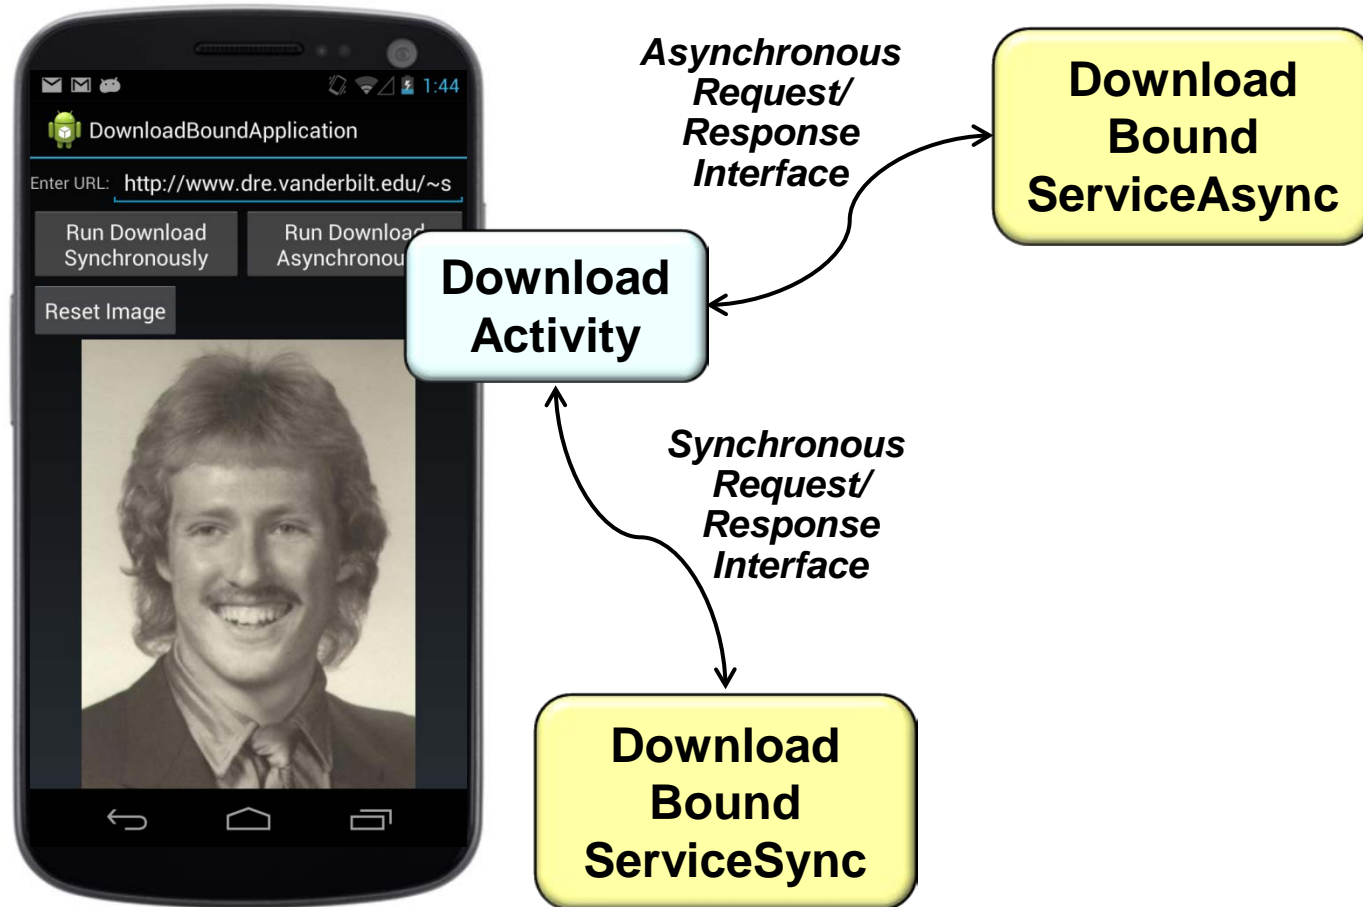 1:44
DownloadBoundApplication
Enter URL: http://www.dre.vanderbilt.edu/~s
Run Download
Synchronously
Run Download
Reset Image
Asynchronous
Request/
Response
Interface
Download
Bound
ServiceAsync
Download
Activity
Synchronous
Request/
Response
Interface
Download
Bound
ServiceSync